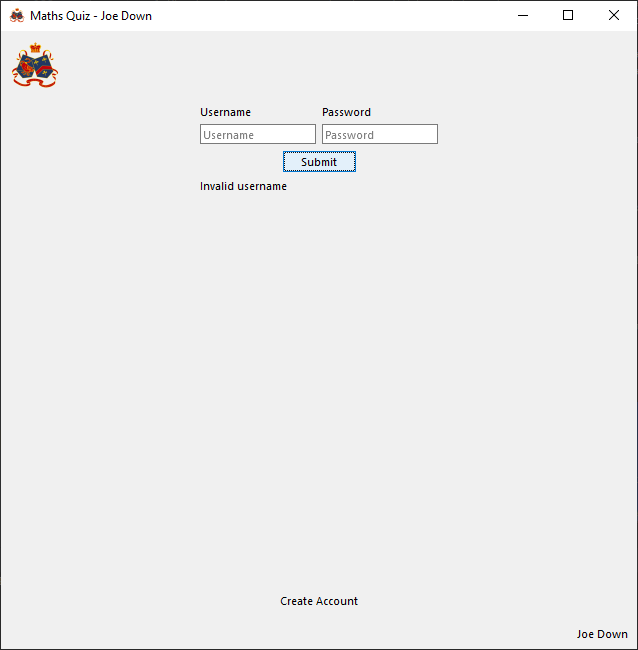 Maths Quiz - Joe Down
Username Password
Username Password
Submit
Invalid username
Create Account
Joe Down